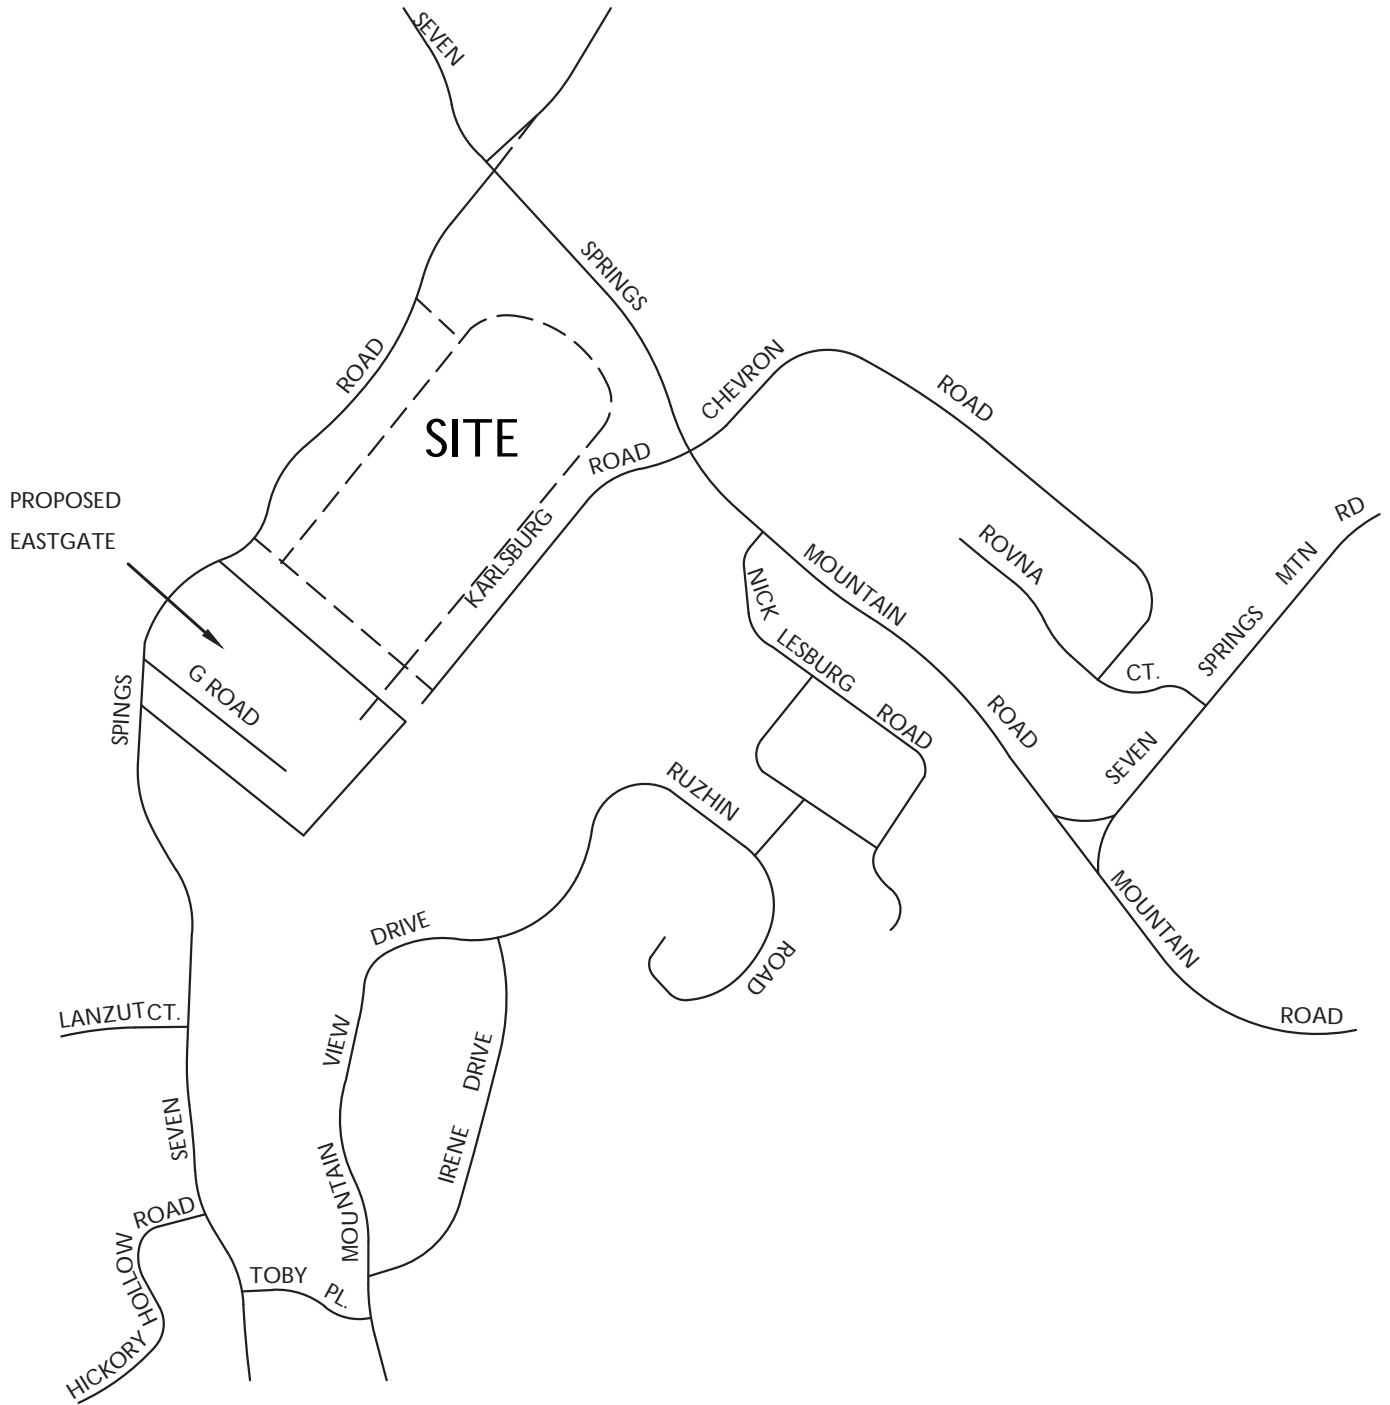 SEVEN
SPRINGS
ROAD
CHEVRON
ROAD
SITE
ROAD
KARLSBURG
PROPOSED
EASTGATE
RD
MTN
SPRINGS
SEVEN
ROVNA
CT.
MOUNTAIN
ROAD
NICK
LESBURG
ROAD
G ROAD
SPINGS
RUZHIN
ROAD
MOUNTAIN
ROAD
DRIVE
VIEW
MOUNTAIN
IRENE DRIVE
LANZUT CT.
SEVEN
ROAD
HOLLOW
HICKORY
TOBY
PL.